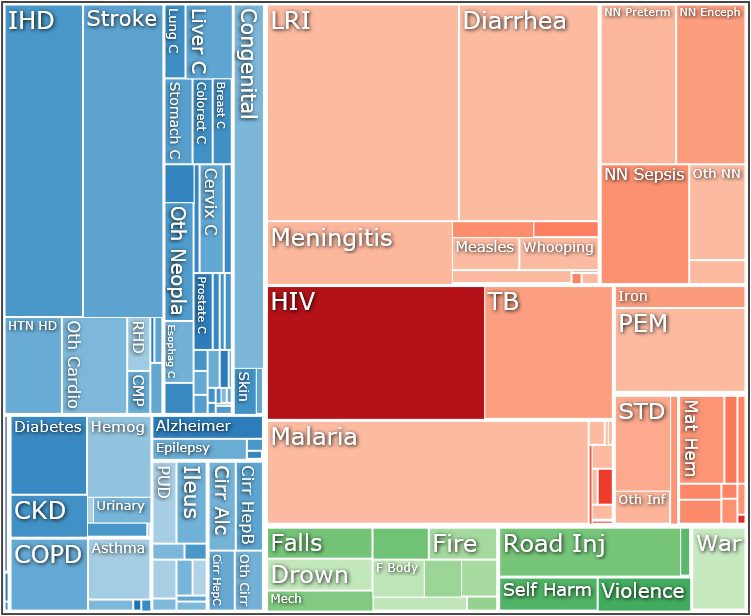 IHD
Stroke
Lung C
Liver C
Stomach C
Colorect C
Breast C
Congenital
Oth Neopla
Cervix C
Prostate C
Esophag C
Skin
HTN HD
Oth Cardio
RHD
CMP
Diabetes
Hemog
Alzheimer
Epilepsy
CKD
Urinary
COPD
Asthma
PUD
Ileus
Cirr Alc
Cirr HepB
Cirr HepC
Oth Cirr
LRI
Diarrhea
NN Preterm
NN Enceph
NN Sepsis
Oth NN
Meningitis
Measles
Whooping
HIV
TB
Iron
PEM
Malaria
STD
Mat Hem
Oth Inf
Falls
Fire
Drown
F Body
Mech
Road Inj
Self Harm
Violence
War